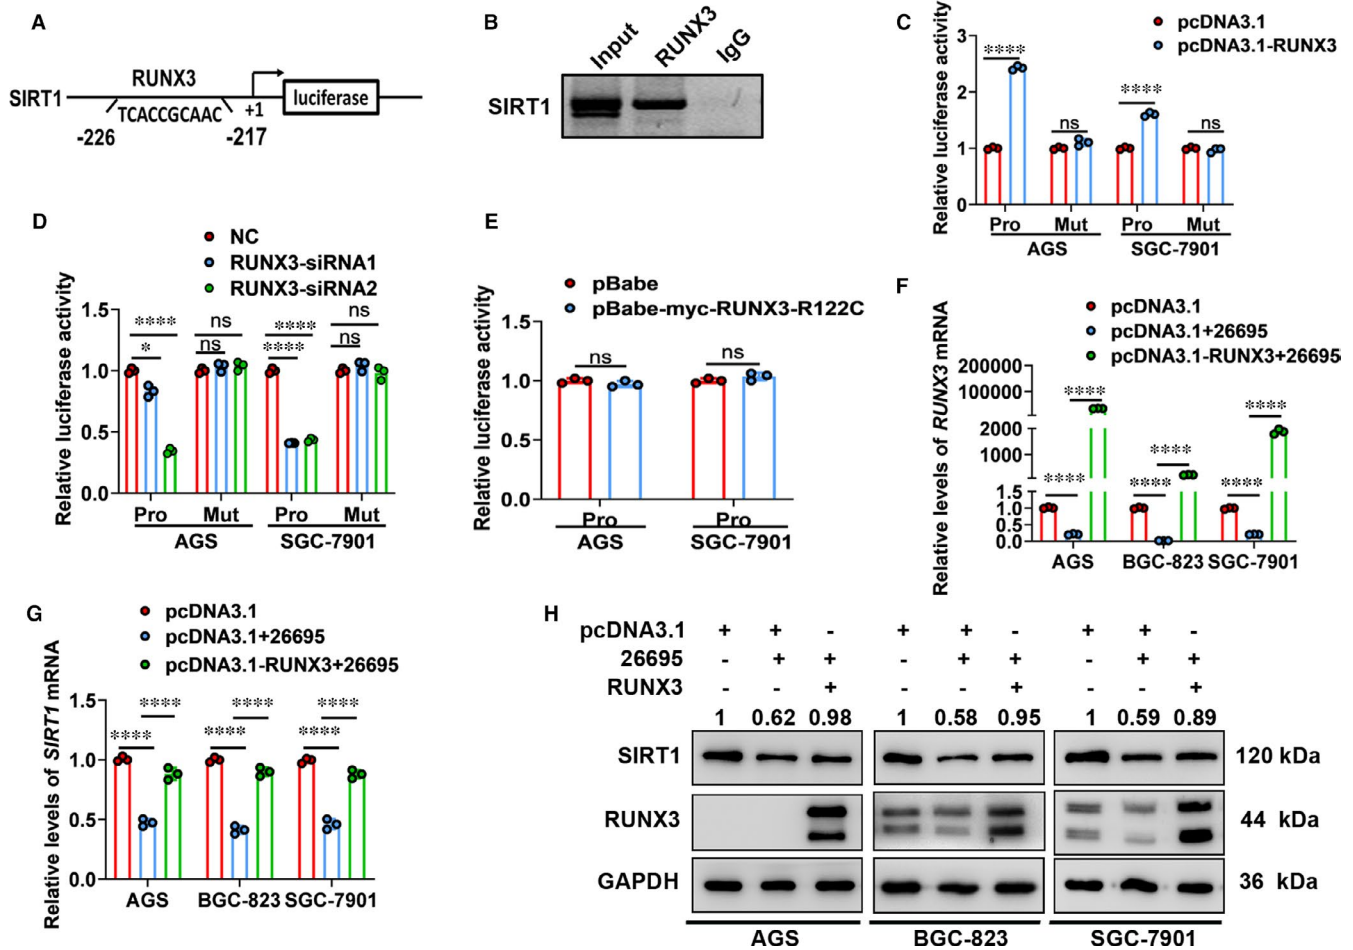 A
RUNX3
SIRT1
TCACCGCAAC
+1
luciferase
-226
-217
B
Input
RUNX3
IgG
SIRT1
C
pcDNA3.1
pcDNA3.1-RUNX3
Relative luciferase activity
3
2
1
0
****
ns
****
ns
Pro
Mut
Pro
Mut
AGS
SGC-7901
D
NC
RUNX3-siRNA1
RUNX3-siRNA2
Relative luciferase activity
1.5
1.0
0.5
0.0
****
*
ns
ns
****
****
ns
ns
Pro
Mut
Pro
Mut
AGS
SGC-7901
E
pBabe
pBabe-myc-RUNX3-R122C
Relative luciferase activity
1.5
1.0
0.5
0.0
ns
ns
Pro
Pro
AGS
SGC-7901
F
pcDNA3.1
pcDNA3.1+26695
pcDNA3.1-RUNX3+26695
Relative levels of RUNX3 mRNA
200000
100000
2000
1000
1.5
1.0
0.5
0.0
****
****
****
****
****
****
AGS
BGC-823
SGC-7901
G
pcDNA3.1
pcDNA3.1+26695
pcDNA3.1-RUNX3+26695
Relative levels of SIRT1 mRNA
1.5
1.0
0.5
0.0
****
****
****
****
****
****
AGS
BGC-823
SGC-7901
H
pcDNA3.1 + + - + + - + + -
26695 - + + - + + - + +
RUNX3 - - + - - + - - +
1 0.62 0.98 1 0.58 0.95 1 0.59 0.89
SIRT1 120 kDa
RUNX3 44 kDa
GAPDH 36 kDa
AGS BGC-823 SGC-7901